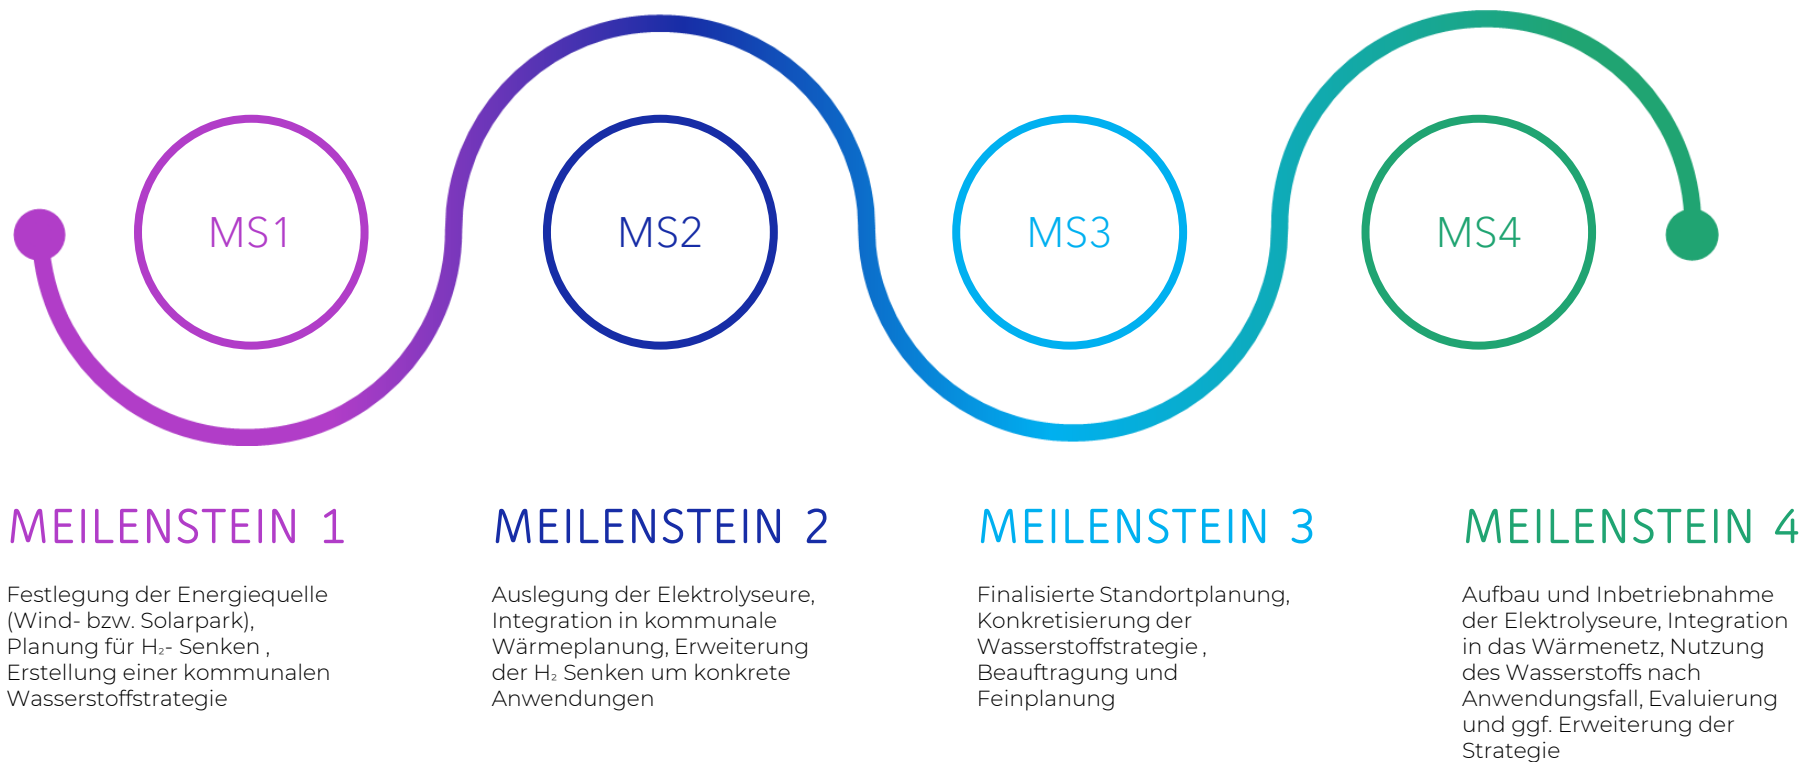 MS1
MS2
MS3
MS4
MEILENSTEIN 1
Festlegung der Energiequelle
(Wind- bzw. Solarpark),
Planung für H₂- Senken ,
Erstellung einer kommunalen
Wasserstoffstrategie
MEILENSTEIN 2
Auslegung der Elektrolyseure,
Integration in kommunale
Wärmeplanung, Erweiterung
der H₂ Senken um konkrete
Anwendungen
MEILENSTEIN 3
Finalisierte Standortplanung,
Konkretisierung der
Wasserstoffstrategie ,
Beauftragung und
Feinplanung
MEILENSTEIN 4
Aufbau und Inbetriebnahme
der Elektrolyseure, Integration
in das Wärmenetz, Nutzung
des Wasserstoffs nach
Anwendungsfall, Evaluierung
und ggf. Erweiterung der
Strategie